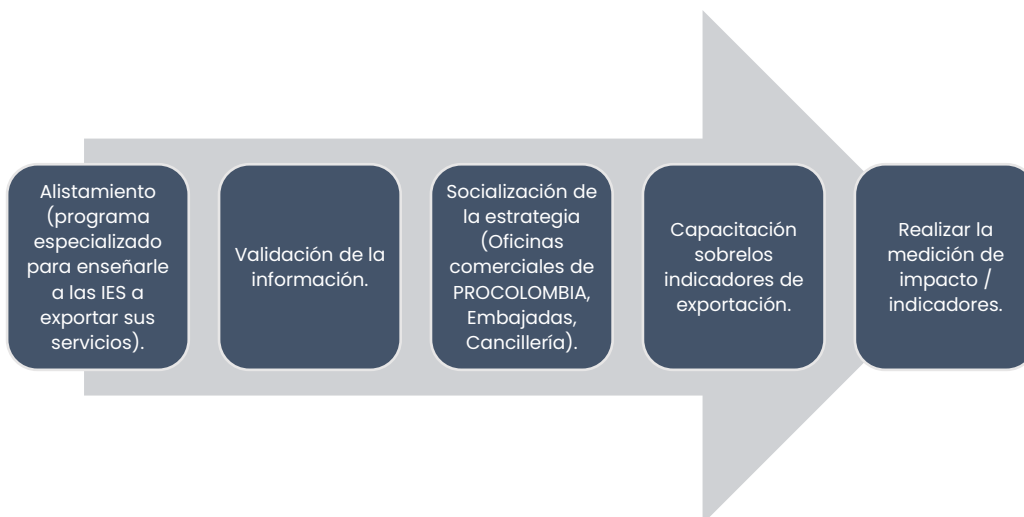 Alistamiento
(programa
especializado
para enseñarle
a las IES a
exportar sus
servicios).
Validación de la
información.
Socialización de
la estrategia
(Oficinas
comerciales de
PROCOLOMBIA,
Embajadas,
Cancillería).
Capacitación
sobrelos
indicadores de
exportación.
Realizar la
medición de
impacto /
indicadores.